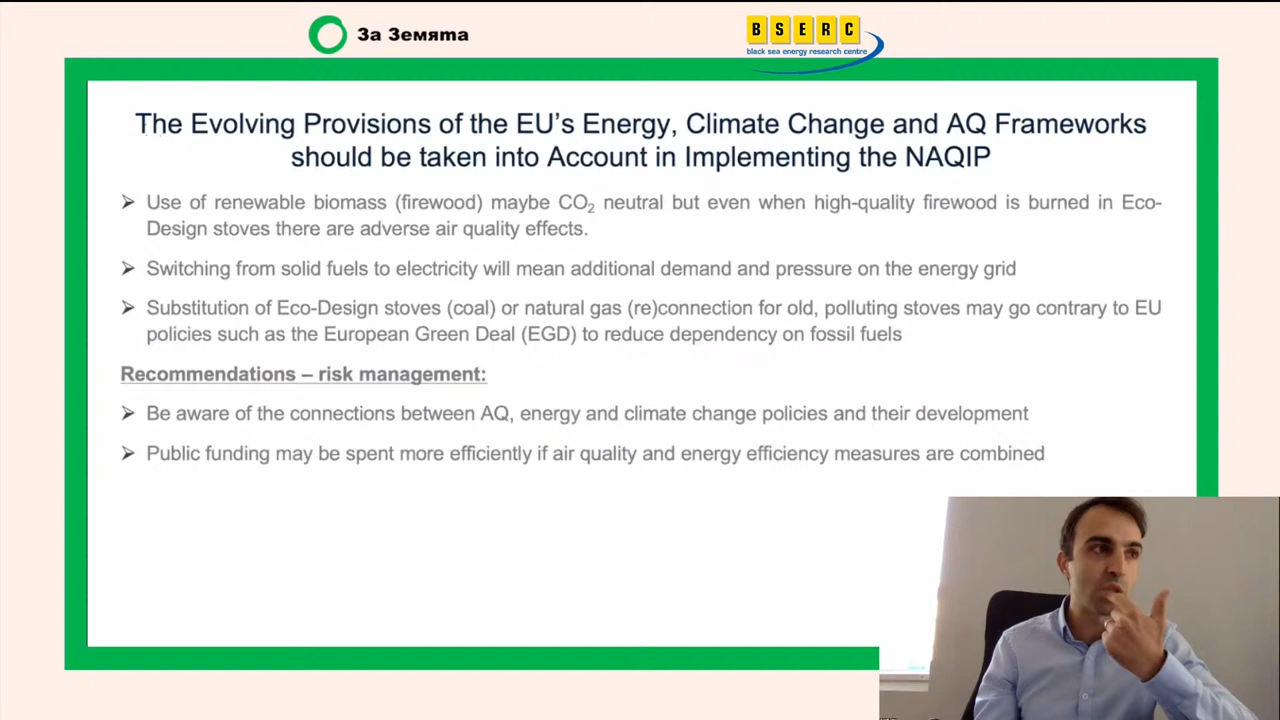 За Земята
BSERC
black sea energy research centre
The Evolving Provisions of the EU's Energy, Climate Change and AQ Frameworks
should be taken into Account in Implementing the NAQIP
➢ Use of renewable biomass (firewood) maybe CO₂ neutral but even when high-quality firewood is burned in Eco-
Design stoves there are adverse air quality effects.
➢ Switching from solid fuels to electricity will mean additional demand and pressure on the energy grid
➢ Substitution of Eco-Design stoves (coal) or natural gas (re)connection for old, polluting stoves may go contrary to EU
policies such as the European Green Deal (EGD) to reduce dependency on fossil fuels
Recommendations – risk management:
➢ Be aware of the connections between AQ, energy and climate change policies and their development
➢ Public funding may be spent more efficiently if air quality and energy efficiency measures are combined